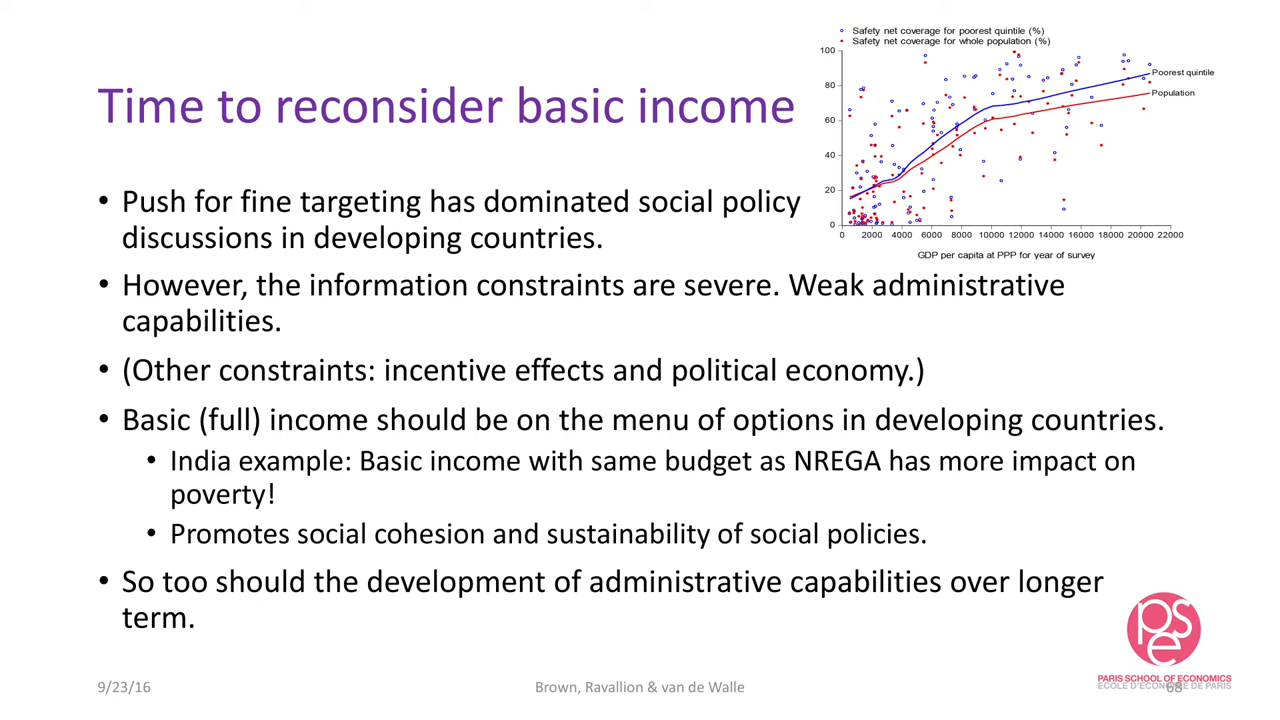 Safety net coverage for poorest quintile (%)
Safety net coverage for whole population (%)
100
80
60
40
20
0
Poorest quintile
Population
0 2000 4000 6000 8000 10000 12000 14000 16000 18000 20000 22000
GDP per capita at PPP for year of survey
Time to reconsider basic income
• Push for fine targeting has dominated social policy
discussions in developing countries.
• However, the information constraints are severe. Weak administrative
capabilities.
• (Other constraints: incentive effects and political economy.)
• Basic (full) income should be on the menu of options in developing countries.
• India example: Basic income with same budget as NREGA has more impact on
poverty!
• Promotes social cohesion and sustainability of social policies.
• So too should the development of administrative capabilities over longer
term.
pse
PARIS SCHOOL OF ECONOMICS
ECOLE D'ECONOMIE DE PARIS
9/23/16
Brown, Ravallion & van de Walle
68